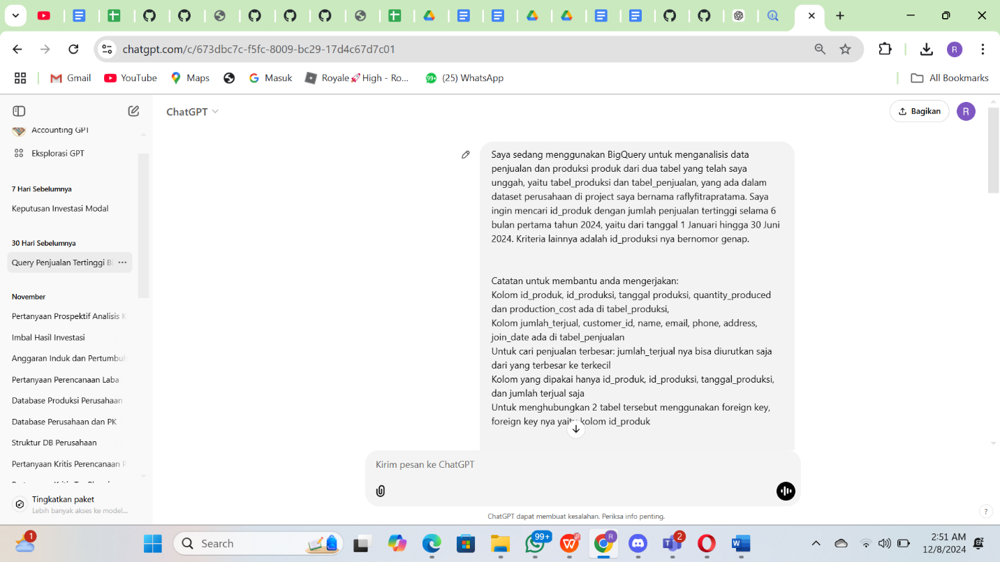 chatgpt.com/c/673dbc7c-f5fc-8009-bc29-17d4c67d7c01
R
Gmail
YouTube
Maps
Masuk
Royale🚀High - Ro...
99+
(25) WhatsApp
All Bookmarks
Accounting GPT
Eksplorasi GPT
7 Hari Sebelumnya
Keputusan Investasi Modal
30 Hari Sebelumnya
Query Penjualan Tertinggi
November
Pertanyaan Prospektif Analisis
Imbal Hasil Investasi
Anggaran Induk dan
Pertanyaan Perencanaan Laba
Database Produksi Perusahaan
Database Perusahaan dan PK
Struktur DB Perusahaan
Pertanyaan Kritis Perencanaan
Tingkatkan paket
Lebih banyak akses ke model...
ChatGPT
Bagikan
R
Saya sedang menggunakan BigQuery untuk menganalisis data
penjualan dan produksi produk dari dua tabel yang telah saya
unggah, yaitu tabel_produksi dan tabel_penjualan, yang ada dalam
dataset perusahaan di project saya bernama raflyfitrapratama. Saya
ingin mencari id_produk dengan jumlah penjualan tertinggi selama 6
bulan pertama tahun 2024, yaitu dari tanggal 1 Januari hingga 30 Juni
2024. Kriteria lainnya adalah id_produksi nya bernomor genap.
Catatan untuk membantu anda mengerjakan:
Kolom id_produk, id_produksi, tanggal produksi, quantity_produced
dan production_cost ada di tabel_produksi,
Kolom jumlah_terjual, customer_id, name, email, phone, address,
join_date ada di tabel_penjualan
Untuk cari penjualan terbesar: jumlah_terjual nya bisa diurutkan saja
dari yang terbesar ke terkecil
Kolom yang dipakai hanya id_produk, id_produksi, tanggal_produksi,
dan jumlah terjual saja
Untuk menghubungkan 2 tabel tersebut menggunakan foreign key,
foreign key nya yaitu kolom id_produk
Kirim pesan ke ChatGPT
ChatGPT dapat membuat kesalahan. Periksa info penting.
?
1
Search
99+
R
2
2:51 AM
12/8/2024